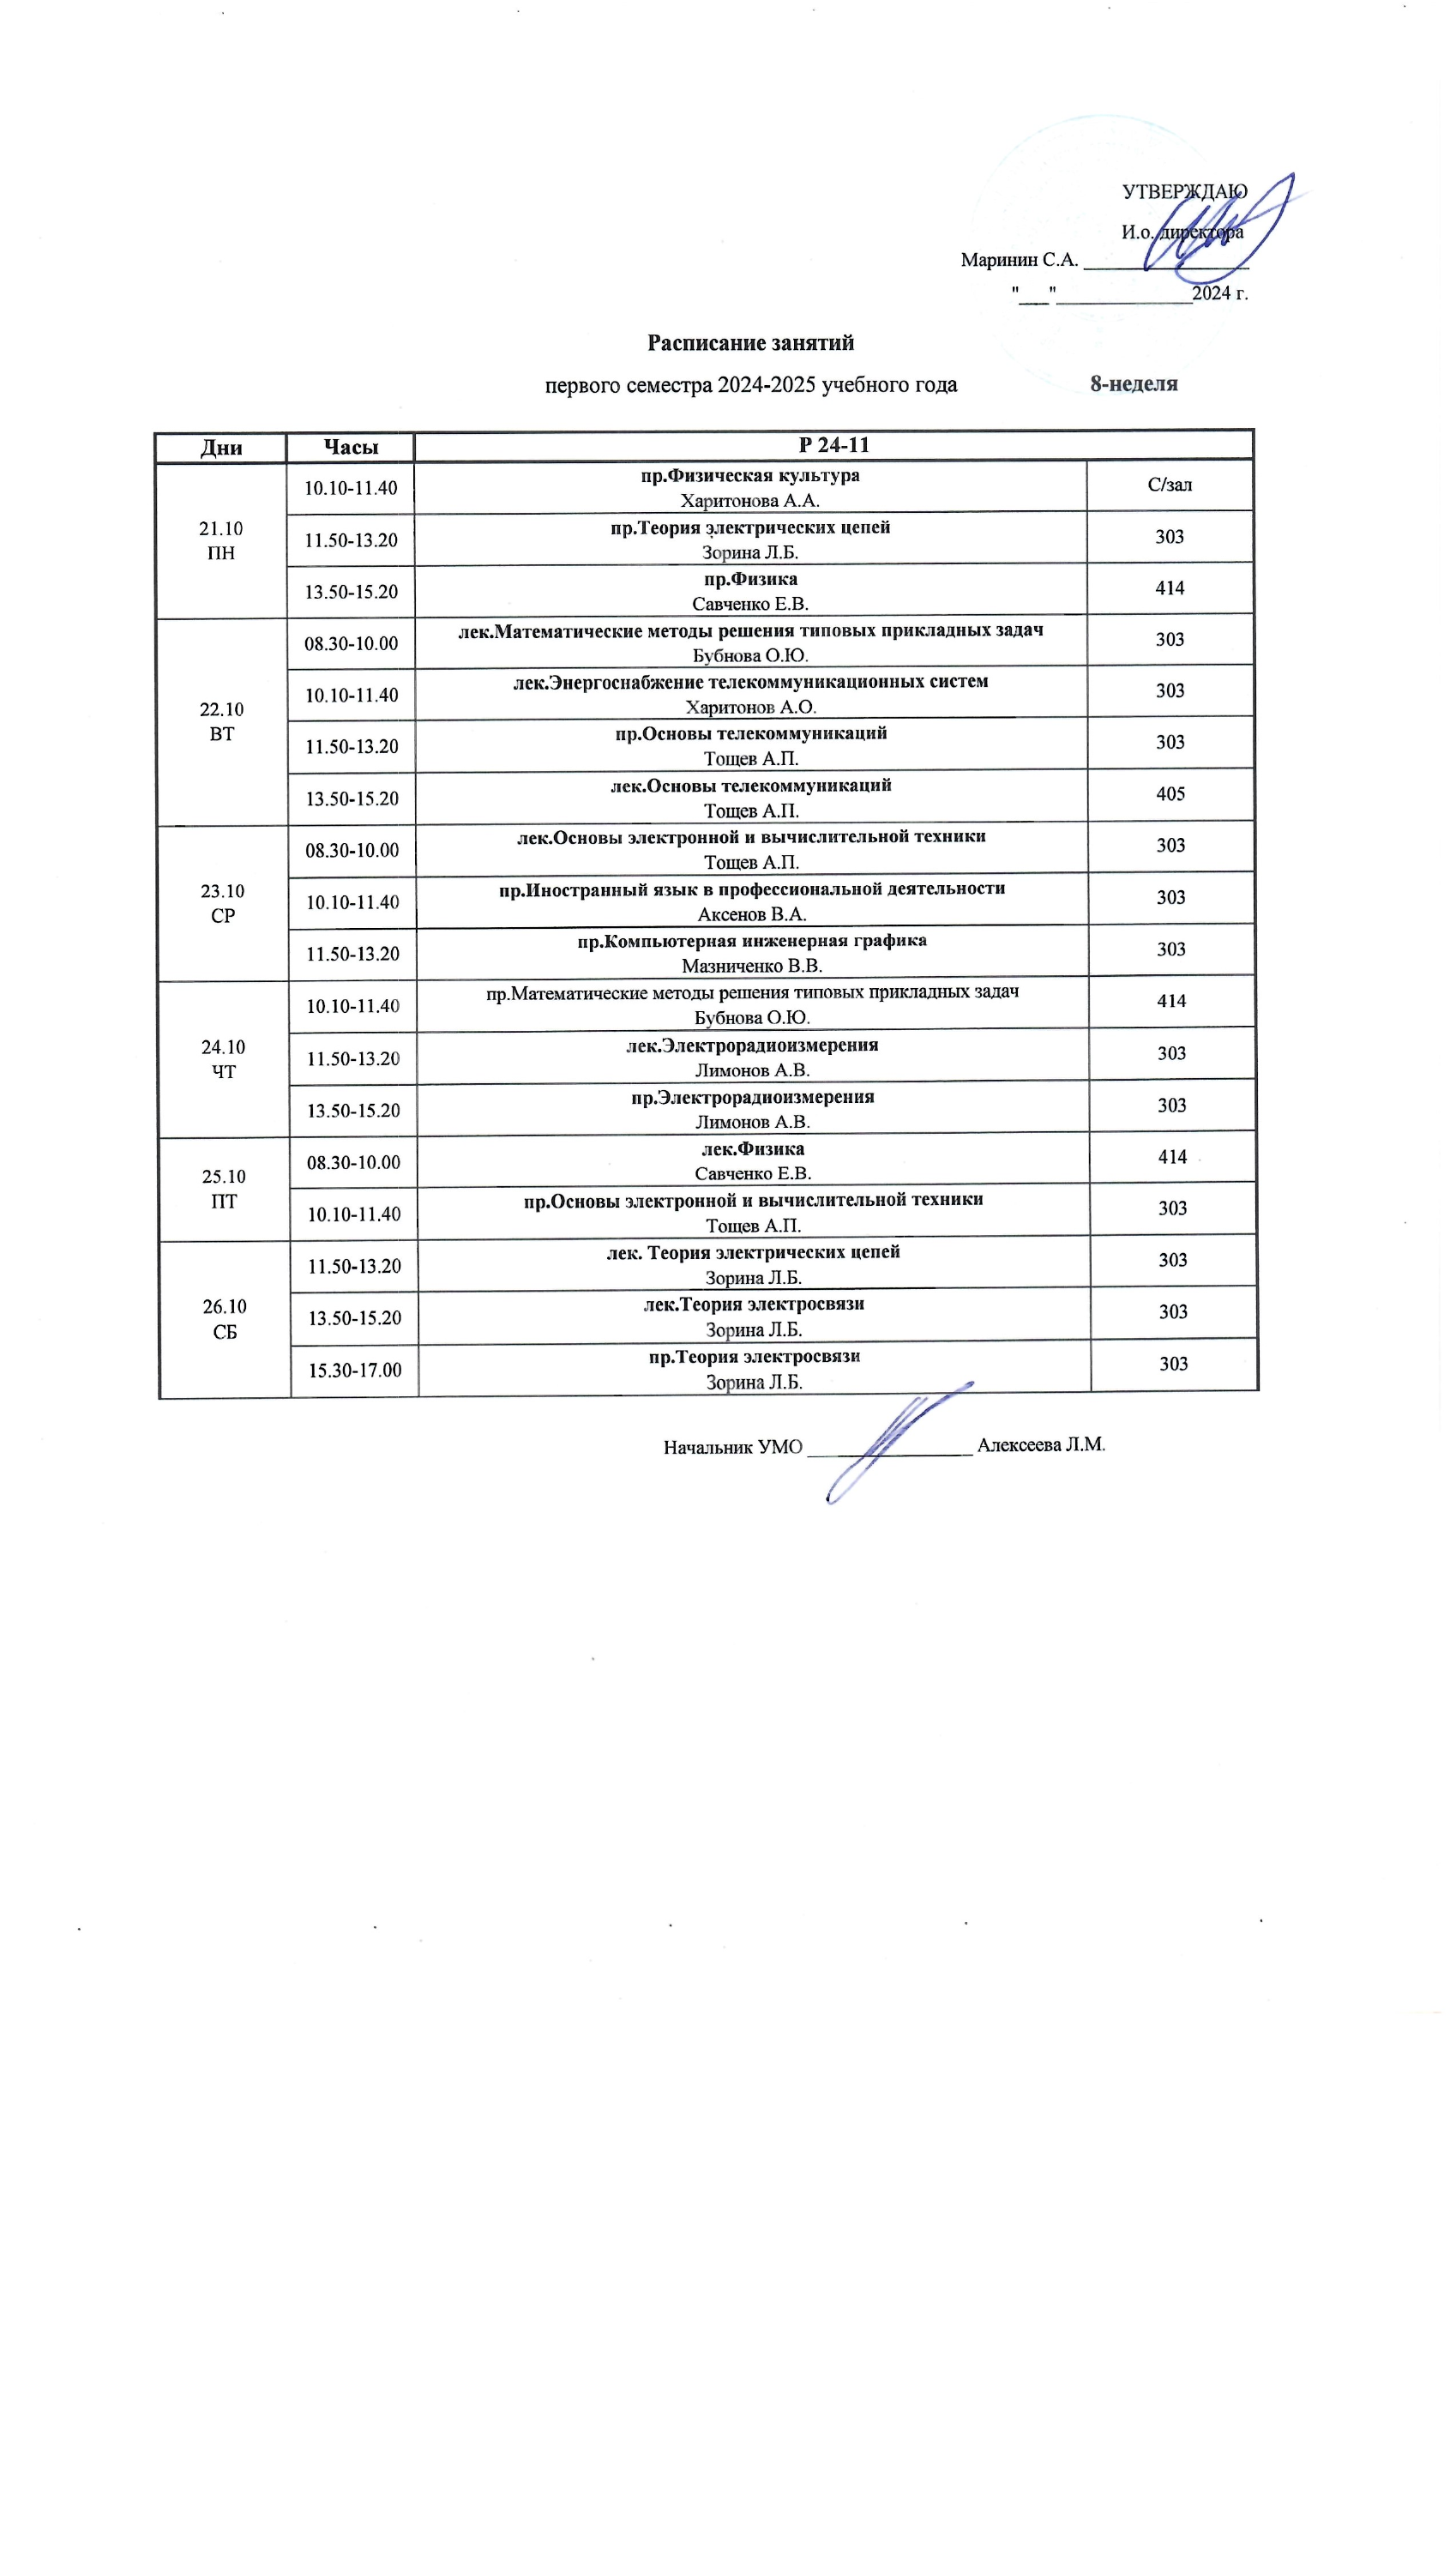 УТВЕРЖДАЮ
И.о. директора
Маринин С.А. _________________
"___"______________2024 г.
Расписание занятий
первого семестра 2024-2025 учебного года 8-неделя
Дни Часы Р 24-11
21.10
ПН
10.10-11.40
пр.Физическая культура
Харитонова А.А.
С/зал
11.50-13.20
пр.Теория электрических цепей
Зорина Л.Б.
303
13.50-15.20
пр.Физика
Савченко Е.В.
414
22.10
ВТ
08.30-10.00
лек.Математические методы решения типовых прикладных задач
Бубнова О.Ю.
303
10.10-11.40
лек.Энергоснабжение телекоммуникационных систем
Харитонов А.О.
303
11.50-13.20
пр.Основы телекоммуникаций
Тощев А.П.
303
13.50-15.20
лек.Основы телекоммуникаций
Тощев А.П.
405
23.10
СР
08.30-10.00
лек.Основы электронной и вычислительной техники
Тощев А.П.
303
10.10-11.40
пр.Иностранный язык в профессиональной деятельности
Аксенов В.А.
303
11.50-13.20
пр.Компьютерная инженерная графика
Мазниченко В.В.
303
24.10
ЧТ
10.10-11.40
пр.Математические методы решения типовых прикладных задач
Бубнова О.Ю.
414
11.50-13.20
лек.Электрорадиоизмерения
Лимонов А.В.
303
13.50-15.20
пр.Электрорадиоизмерения
Лимонов А.В.
303
25.10
ПТ
08.30-10.00
лек.Физика
Савченко Е.В.
414
10.10-11.40
пр.Основы электронной и вычислительной техники
Тощев А.П.
303
26.10
СБ
11.50-13.20
лек. Теория электрических цепей
Зорина Л.Б.
303
13.50-15.20
лек.Теория электросвязи
Зорина Л.Б.
303
15.30-17.00
пр.Теория электросвязи
Зорина Л.Б.
303
Начальник УМО _________________ Алексеева Л.М.